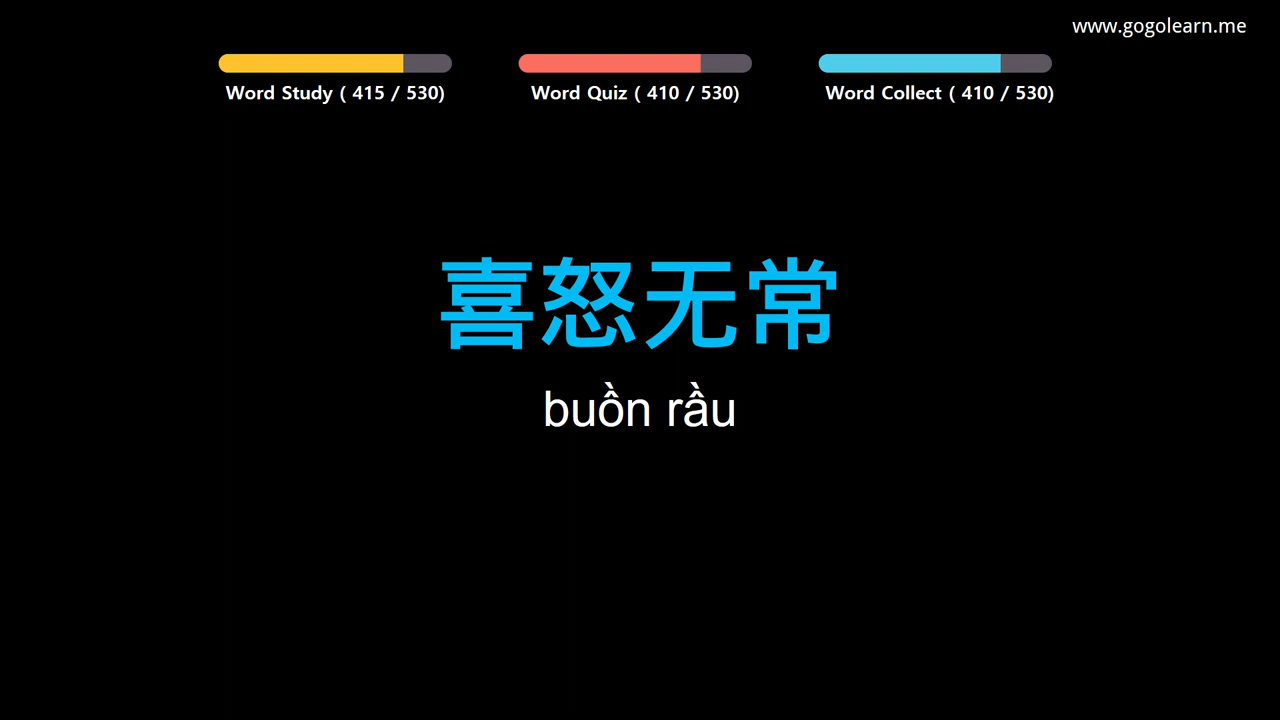 www.gogolearn.me
Word Study ( 415 / 530)
Word Quiz ( 410 / 530)
Word Collect ( 410 / 530)
喜怒无常
buồn rầu